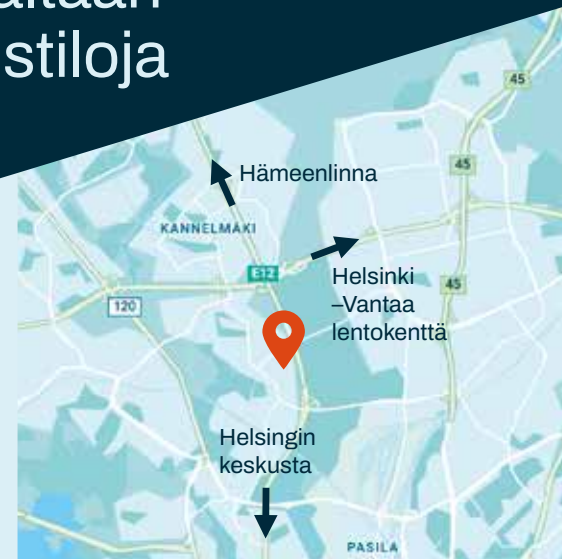 stiloja
45
45
Hämeenlinna
KANNELMÄKI
E12
Helsinki
–Vantaa
lentokenttä
45
120
Helsingin
keskusta
PASILA